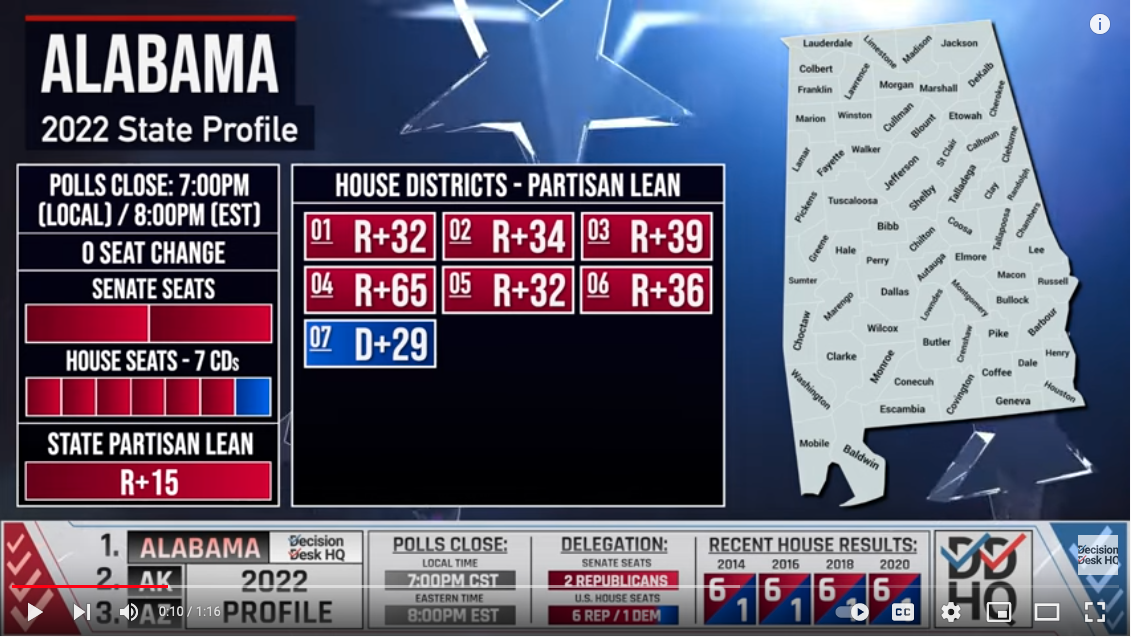 ALABAMA
2022 State Profile
POLLS CLOSE: 7:00PM
(LOCAL) / 8:00PM (EST)
0 SEAT CHANGE
SENATE SEATS
HOUSE SEATS - 7 CDs
STATE PARTISAN LEAN
R+15
HOUSE DISTRICTS - PARTISAN LEAN
01 R+32 02 R+34 03 R+39
04 R+65 05 R+32 06 R+36
07 D+29
Lauderdale
Limestone
Madison
Jackson
Colbert
Lawrence
Franklin
Morgan
Marshall
DeKalb
Cherokee
Marion
Winston
Cullman
Blount
Etowah
Lamar
Fayette
Walker
Jefferson
St Clair
Calhoun
Cleburne
Pickens
Tuscaloosa
Shelby
Talladega
Clay
Randolph
Greene
Hale
Bibb
Perry
Chilton
Coosa
Tallapoosa
Chambers
Sumter
Marengo
Dallas
Autauga
Elmore
Lee
Macon
Russell
Choctaw
Lowndes
Montgomery
Bullock
Wilcox
Butler
Crenshaw
Pike
Barbour
Clarke
Monroe
Conecuh
Covington
Coffee
Dale
Henry
Houston
Washington
Escambia
Geneva
Mobile
Baldwin
1. ALABAMA Decision Desk HQ
2. AK 2022
3. AZ PROFILE
POLLS CLOSE:
LOCAL TIME
7:00PM CST
EASTERN TIME
8:00PM EST
DELEGATION:
SENATE SEATS
2 REPUBLICANS
U.S. HOUSE SEATS
6 REP / 1 DEM
RECENT HOUSE RESULTS:
2014 2016 2018 2020
6 1 6 1 6 1 6 1
DD
HQ
Decision
Desk HQ
0:10 / 1:16
CC